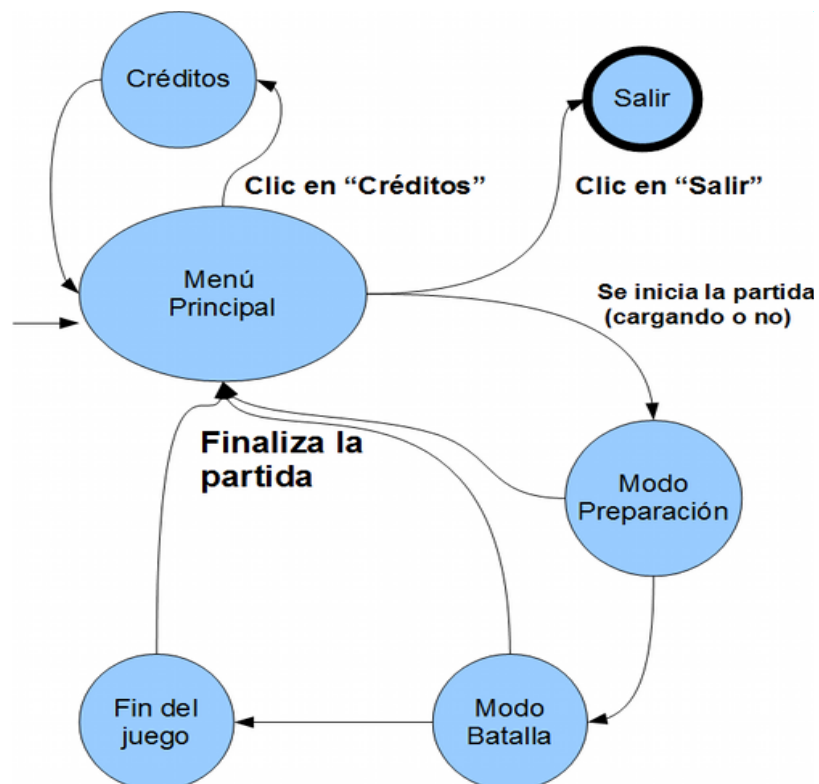 Créditos
Salir
Clic en “Créditos”
Clic en “Salir”
Menú
Principal
Se inicia la partida
(cargando o no)
Finaliza la
partida
Modo
Preparación
Fin del
juego
Modo
Batalla